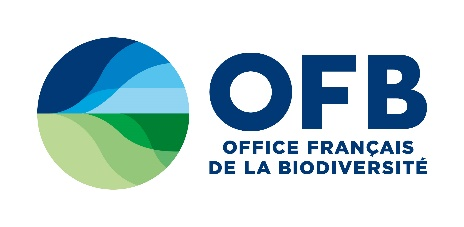 OFB
OFFICE FRANÇAIS
DE LA BIODIVERSITÉ